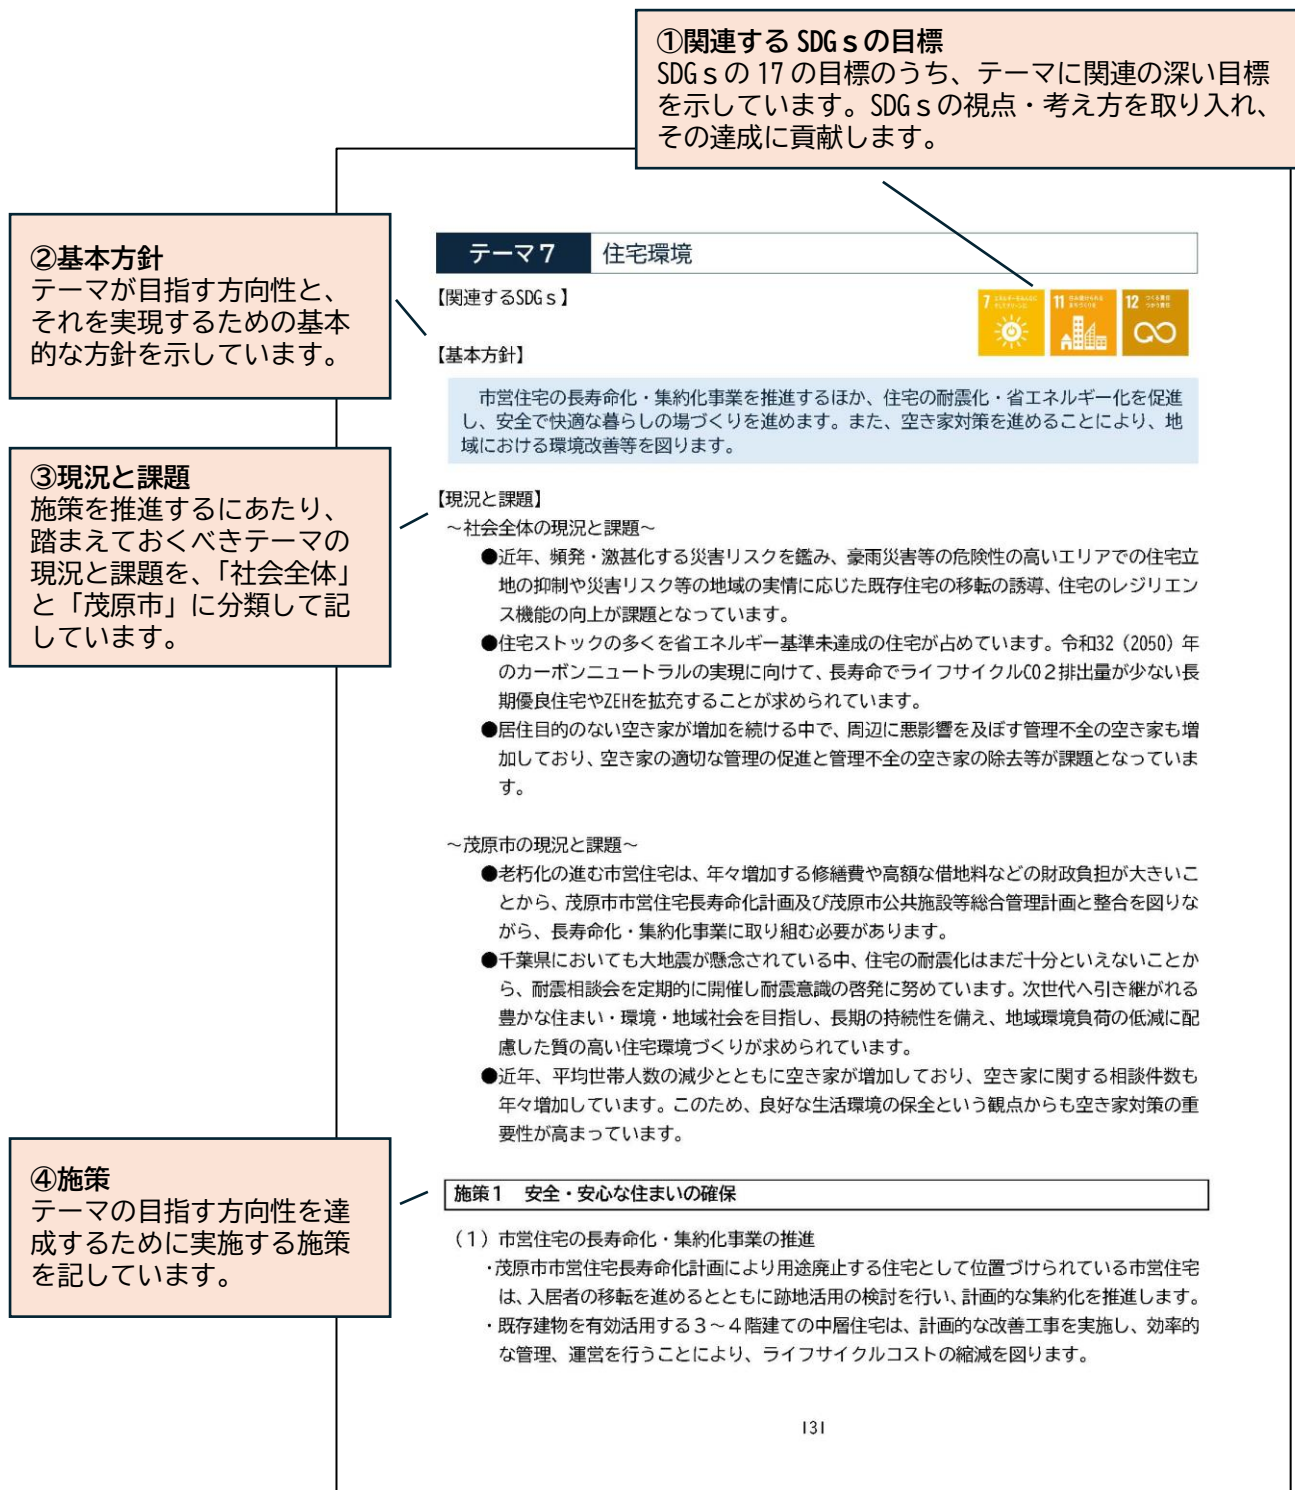 ①関連する SDGｓの目標
SDGｓの 17 の目標のうち、テーマに関連の深い目標
を示しています。SDGｓの視点・考え方を取り入れ、
その達成に貢献します。
②基本方針
テーマが目指す方向性と、
それを実現するための基本
的な方針を示しています。
③現況と課題
施策を推進するにあたり、
踏まえておくべきテーマの
現況と課題を、「社会全体」
と「茂原市」に分類して記
しています。
④施策
テーマの目指す方向性を達
成するために実施する施策
を記しています。
テーマ７　住宅環境
【関連するSDGｓ】
7 エネルギーをみんなに そしてクリーンに
11 住み続けられる まちづくりを
12 つくる責任 つかう責任
【基本方針】
市営住宅の長寿命化・集約化事業を推進するほか、住宅の耐震化・省エネルギー化を促進
し、安全で快適な暮らしの場づくりを進めます。また、空き家対策を進めることにより、地
域における環境改善等を図ります。
【現況と課題】
～社会全体の現況と課題～
●近年、頻発・激甚化する災害リスクを鑑み、豪雨災害等の危険性の高いエリアでの住宅立
地の抑制や災害リスク等の地域の実情に応じた既存住宅の移転の誘導、住宅のレジリエン
ス機能の向上が課題となっています。
●住宅ストックの多くを省エネルギー基準未達成の住宅が占めています。令和32（2050）年
のカーボンニュートラルの実現に向けて、長寿命でライフサイクルCO２排出量が少ない長
期優良住宅やZEHを拡充することが求められています。
●居住目的のない空き家が増加を続ける中で、周辺に悪影響を及ぼす管理不全の空き家も増
加しており、空き家の適切な管理の促進と管理不全の空き家の除去等が課題となっていま
す。
～茂原市の現況と課題～
●老朽化の進む市営住宅は、年々増加する修繕費や高額な借地料などの財政負担が大きいこ
とから、茂原市市営住宅長寿命化計画及び茂原市公共施設等総合管理計画と整合を図りな
がら、長寿命化・集約化事業に取り組む必要があります。
●千葉県においても大地震が懸念されている中、住宅の耐震化はまだ十分といえないことか
ら、耐震相談会を定期的に開催し耐震意識の啓発に努めています。次世代へ引き継がれる
豊かな住まい・環境・地域社会を目指し、長期の持続性を備え、地域環境負荷の低減に配
慮した質の高い住宅環境づくりが求められています。
●近年、平均世帯人数の減少とともに空き家が増加しており、空き家に関する相談件数も
年々増加しています。このため、良好な生活環境の保全という観点からも空き家対策の重
要性が高まっています。
施策１　安全・安心な住まいの確保
（１）市営住宅の長寿命化・集約化事業の推進
・茂原市市営住宅長寿命化計画により用途廃止する住宅として位置づけられている市営住宅
は、入居者の移転を進めるとともに跡地活用の検討を行い、計画的な集約化を推進します。
・既存建物を有効活用する３～４階建ての中層住宅は、計画的な改善工事を実施し、効率的
な管理、運営を行うことにより、ライフサイクルコストの縮減を図ります。
131